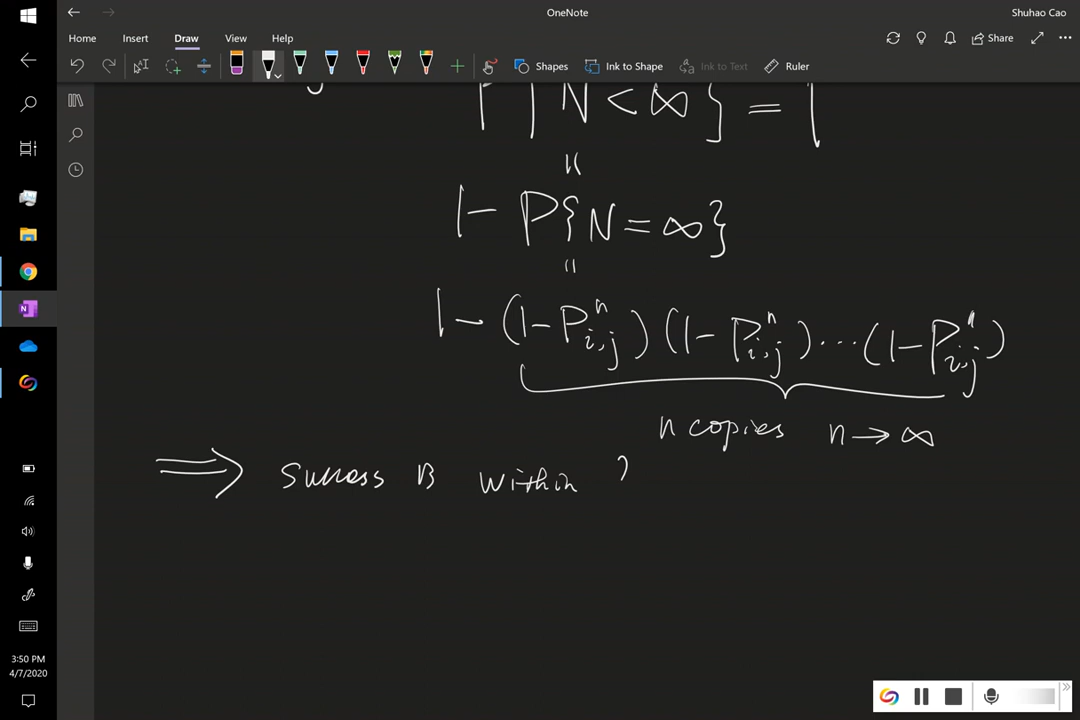 OneNote
Shuhao Cao
Home Insert Draw View Help
Share
Shapes Ink to Shape Ink to Text Ruler
P { N < ∞ } = 1
1 - P{ N = ∞ }
=
1 - (1 - P^n_{i,j}) (1 - P^n_{i,j}) ... (1 - P^n_{i,j})
n copies n → ∞
⟹ Success is within
3:50 PM
4/7/2020